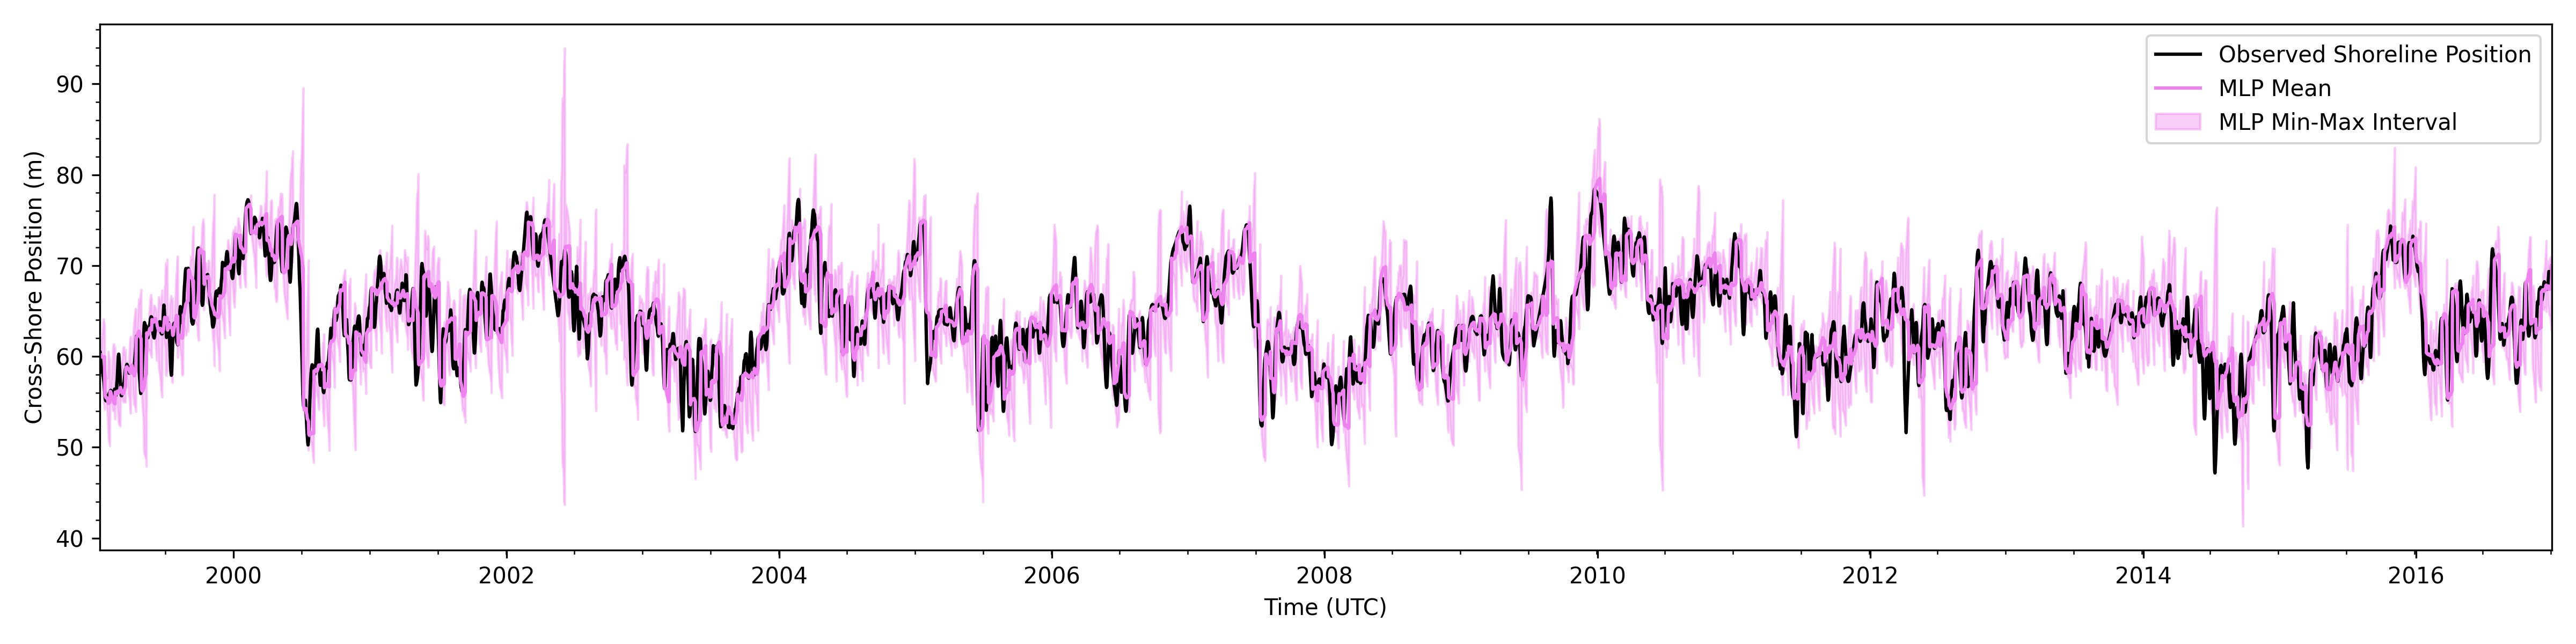 Observed Shoreline Position
MLP Mean
MLP Min-Max Interval
Cross-Shore Position (m)
90
80
70
60
50
40
2000 2002 2004 2006 2008 2010 2012 2014 2016
Time (UTC)